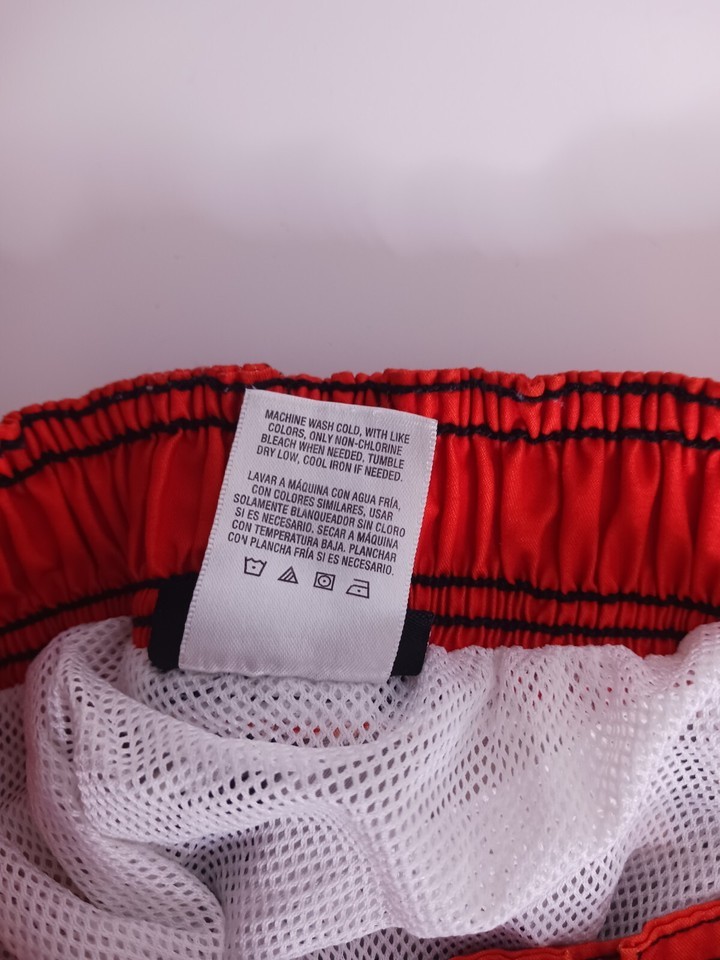 MACHINE WASH COLD, WITH LIKE
COLORS, ONLY NON-CHLORINE
BLEACH WHEN NEEDED, TUMBLE
DRY LOW, COOL IRON IF NEEDED.
LAVAR A MÁQUINA CON AGUA FRÍA,
CON COLORES SIMILARES, USAR
SOLAMENTE BLANQUEADOR SIN CLORO
SI ES NECESARIO, SECAR A MÁQUINA
CON TEMPERATURA BAJA. PLANCHAR
CON PLANCHA FRÍA SI ES NECESARIO.